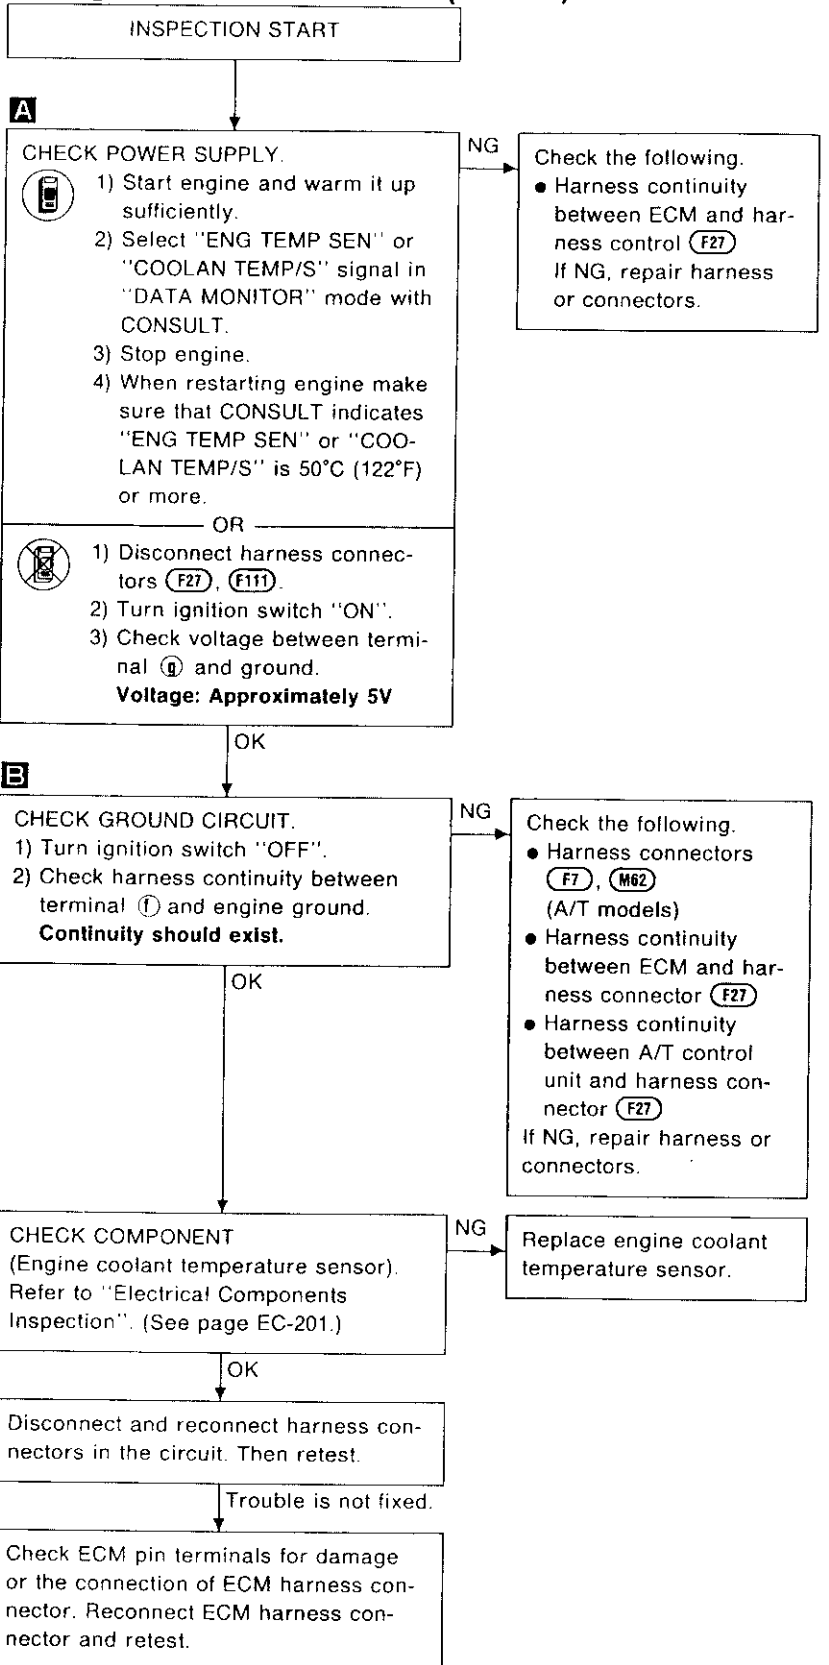 INSPECTION START
A
CHECK POWER SUPPLY.
1) Start engine and warm it up
sufficiently.
2) Select "ENG TEMP SEN" or
"COOLAN TEMP/S" signal in
"DATA MONITOR" mode with
CONSULT.
3) Stop engine.
4) When restarting engine make
sure that CONSULT indicates
"ENG TEMP SEN" or "COO-
LAN TEMP/S" is 50°C (122°F)
or more.
OR
1) Disconnect harness connec-
tors F27, F111.
2) Turn ignition switch "ON".
3) Check voltage between termi-
nal g and ground.
Voltage: Approximately 5V
NG
Check the following.
● Harness continuity
between ECM and har-
ness control F27
If NG, repair harness
or connectors.
OK
B
CHECK GROUND CIRCUIT.
1) Turn ignition switch "OFF".
2) Check harness continuity between
terminal f and engine ground.
Continuity should exist.
NG
Check the following.
● Harness connectors
F7, M62
(A/T models)
● Harness continuity
between ECM and har-
ness connector F27
● Harness continuity
between A/T control
unit and harness con-
nector F27
If NG, repair harness or
connectors.
OK
CHECK COMPONENT
(Engine coolant temperature sensor).
Refer to "Electrical Components
Inspection". (See page EC-201.)
NG
Replace engine coolant
temperature sensor.
OK
Disconnect and reconnect harness con-
nectors in the circuit. Then retest.
Trouble is not fixed.
Check ECM pin terminals for damage
or the connection of ECM harness con-
nector. Reconnect ECM harness con-
nector and retest.